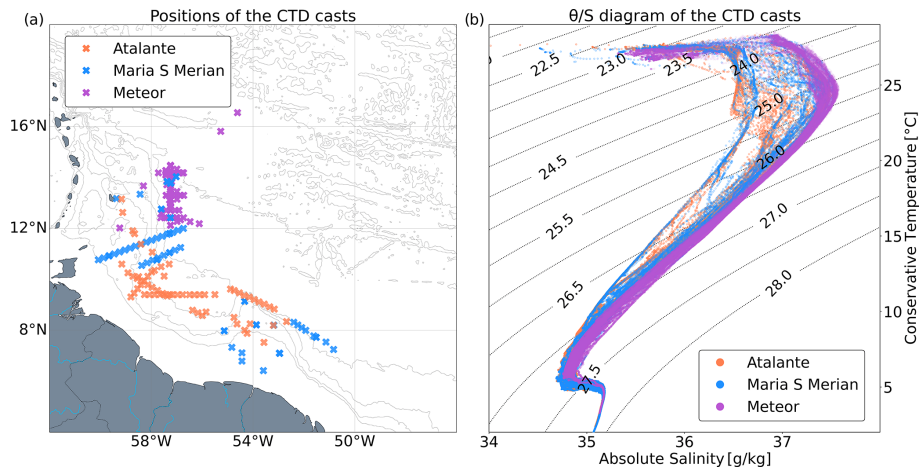 (a)
Positions of the CTD casts
Atalante
Maria S Merian
Meteor
16°N
12°N
8°N
58°W
54°W
50°W
(b)
θ/S diagram of the CTD casts
22.5
23.0
23.5
24.0
24.5
25.0
25.5
26.0
26.5
27.0
27.5
28.0
Atalante
Maria S Merian
Meteor
34
35
36
37
Absolute Salinity [g/kg]
25
20
15
10
5
Conservative Temperature [°C]